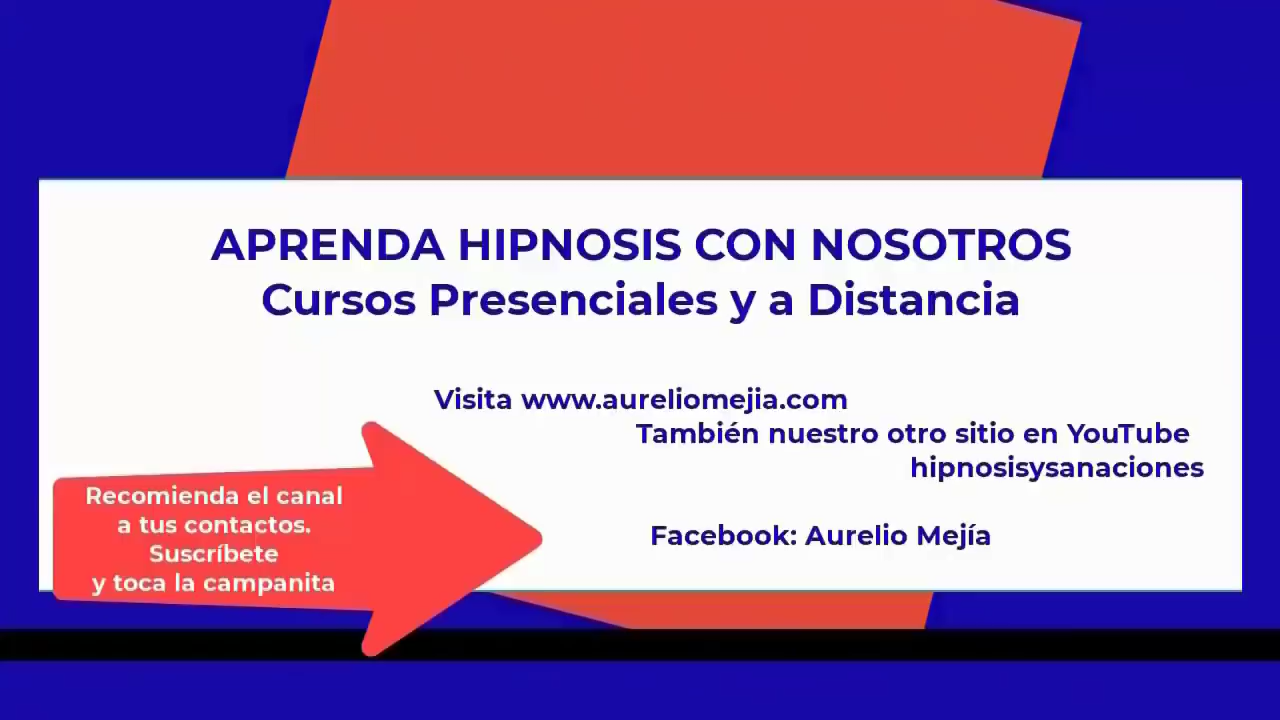 APRENDA HIPNOSIS CON NOSOTROS
Cursos Presenciales y a Distancia
Visita www.aureliomejia.com
También nuestro otro sitio en YouTube
hipnosisysanaciones
Recomienda el canal
a tus contactos.
Suscríbete
y toca la campanita
Facebook: Aurelio Mejía